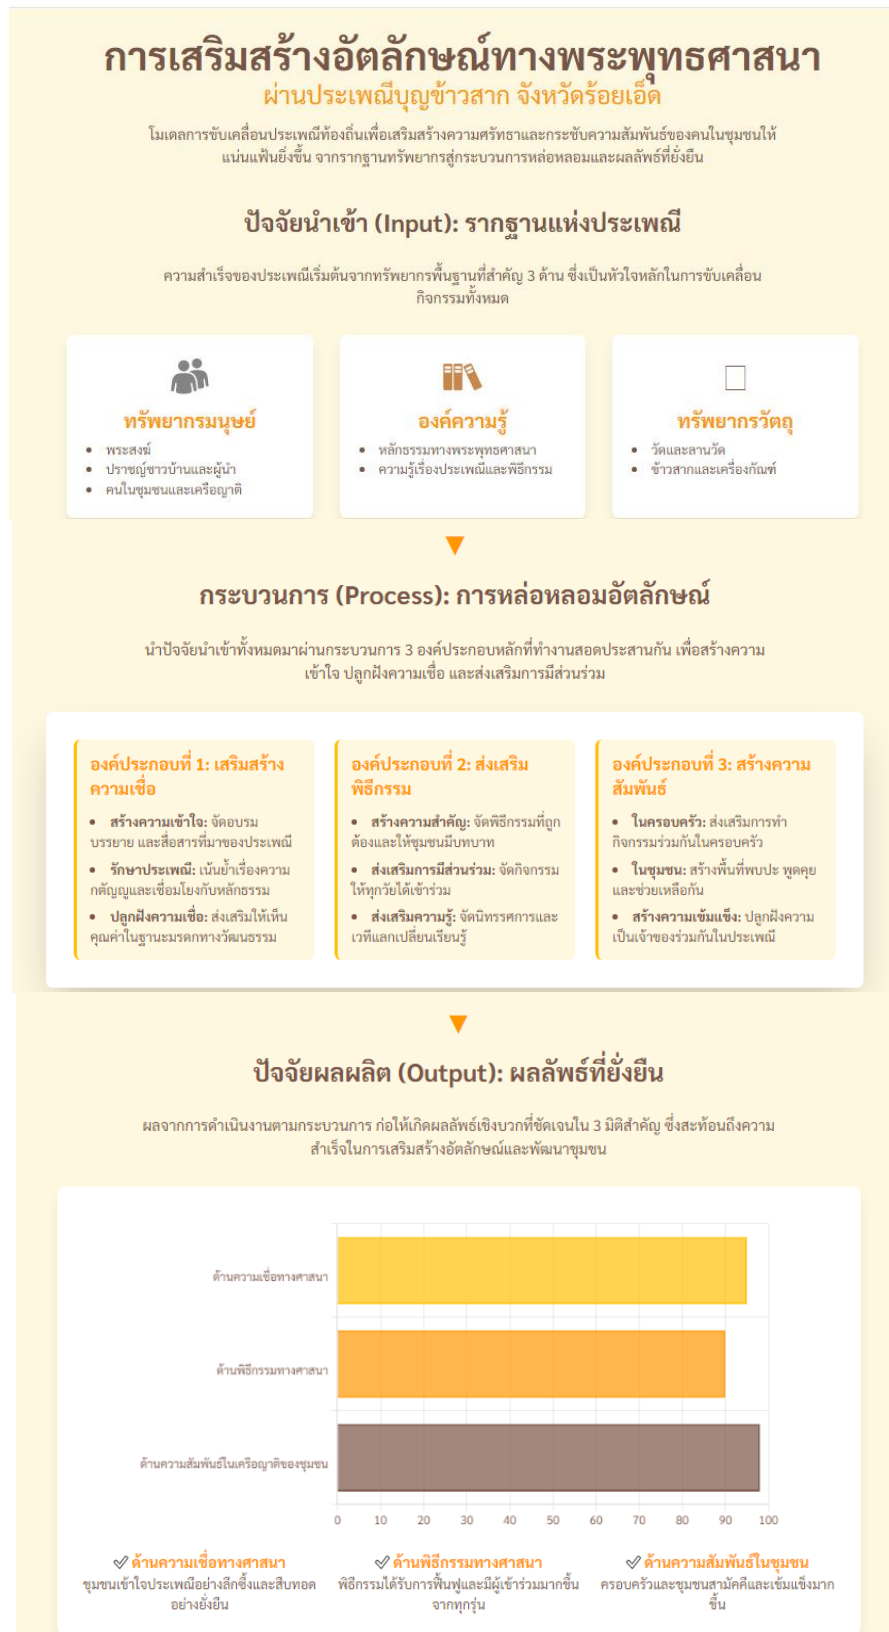 การเสริมสร้างอัตลักษณ์ทางพระพุทธศาสนา
ผ่านประเพณีบุญข้าวสาก จังหวัดร้อยเอ็ด
โมเดลการขับเคลื่อนประเพณีท้องถิ่นเพื่อเสริมสร้างความศรัทธาและกระชับความสัมพันธ์ของคนในชุมชนให้
แน่นแฟ้นยิ่งขึ้น จากรากฐานทรัพยากรสู่กระบวนการหล่อหลอมและผลลัพธ์ที่ยั่งยืน
ปัจจัยนำเข้า (Input): รากฐานแห่งประเพณี
ความสำเร็จของประเพณีเริ่มต้นจากทรัพยากรพื้นฐานที่สำคัญ 3 ด้าน ซึ่งเป็นหัวใจหลักในการขับเคลื่อน
กิจกรรมทั้งหมด
ทรัพยากรมนุษย์
• พระสงฆ์
• ปราชญ์ชาวบ้านและผู้นำ
• คนในชุมชนและเครือญาติ
องค์ความรู้
• หลักธรรมทางพระพุทธศาสนา
• ความรู้เรื่องประเพณีและพิธีกรรม
ทรัพยากรวัตถุ
• วัดและลานวัด
• ข้าวสากและเครื่องกัณฑ์
กระบวนการ (Process): การหล่อหลอมอัตลักษณ์
นำปัจจัยนำเข้าทั้งหมดมาผ่านกระบวนการ 3 องค์ประกอบหลักที่ทำงานสอดประสานกัน เพื่อสร้างความ
เข้าใจ ปลูกฝังความเชื่อ และส่งเสริมการมีส่วนร่วม
องค์ประกอบที่ 1: เสริมสร้าง
ความเชื่อ
• สร้างความเข้าใจ: จัดอบรม
บรรยาย และสื่อสารที่มาของประเพณี
• รักษาประเพณี: เน้นย้ำเรื่องความ
กตัญญูและเชื่อมโยงกับหลักธรรม
• ปลูกฝังความเชื่อ: ส่งเสริมให้เห็น
คุณค่าในฐานะมรดกทางวัฒนธรรม
องค์ประกอบที่ 2: ส่งเสริม
พิธีกรรม
• สร้างความสำคัญ: จัดพิธีกรรมที่ถูก
ต้องและให้ชุมชนมีบทบาท
• ส่งเสริมการมีส่วนร่วม: จัดกิจกรรม
ให้ทุกวัยได้เข้าร่วม
• ส่งเสริมความรู้: จัดนิทรรศการและ
เวทีแลกเปลี่ยนเรียนรู้
องค์ประกอบที่ 3: สร้างความ
สัมพันธ์
• ในครอบครัว: ส่งเสริมการทำ
กิจกรรมร่วมกันในครอบครัว
• ในชุมชน: สร้างพื้นที่พบปะ พูดคุย
และช่วยเหลือกัน
• สร้างความเข้มแข็ง: ปลูกฝังความ
เป็นเจ้าของร่วมกันในประเพณี
ปัจจัยผลผลิต (Output): ผลลัพธ์ที่ยั่งยืน
ผลจากการดำเนินงานตามกระบวนการ ก่อให้เกิดผลลัพธ์เชิงบวกที่ชัดเจนใน 3 มิติสำคัญ ซึ่งสะท้อนถึงความ
สำเร็จในการเสริมสร้างอัตลักษณ์และพัฒนาชุมชน
ด้านความเชื่อทางศาสนา
ด้านพิธีกรรมทางศาสนา
ด้านความสัมพันธ์ในเครือญาติของชุมชน
0 10 20 30 40 50 60 70 80 90 100
✅ ด้านความเชื่อทางศาสนา
ชุมชนเข้าใจประเพณีอย่างลึกซึ้งและสืบทอด
อย่างยั่งยืน
✅ ด้านพิธีกรรมทางศาสนา
พิธีกรรมได้รับการฟื้นฟูและมีผู้เข้าร่วมมากขึ้น
จากทุกรุ่น
✅ ด้านความสัมพันธ์ในชุมชน
ครอบครัวและชุมชนสามัคคีและเข้มแข็งมาก
ขึ้น